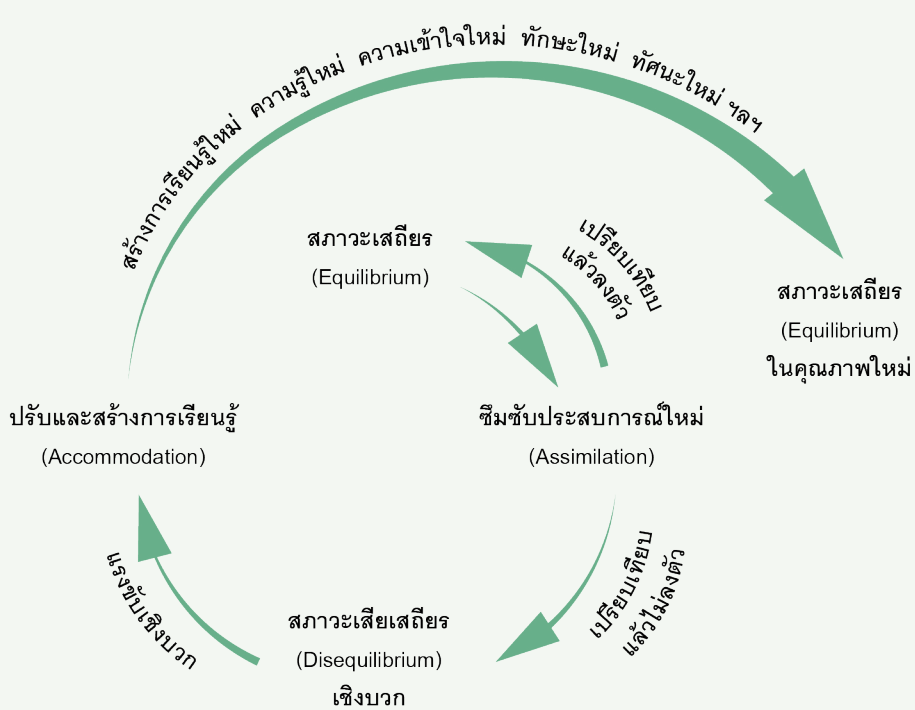 สร้างการเรียนรู้ใหม่ ความรู้ใหม่ ความเข้าใจใหม่ ทักษะใหม่ ทัศนะใหม่ ฯลฯ
สภาวะเสถียร
(Equilibrium)
เปรียบเทียบ
แล้วลงตัว
สภาวะเสถียร
(Equilibrium)
ในคุณภาพใหม่
ปรับและสร้างการเรียนรู้
(Accommodation)
ซึมซับประสบการณ์ใหม่
(Assimilation)
เปรียบเทียบ
แล้วไม่ลงตัว
แรงขับเชิงบวก
สภาวะเสียเสถียร
(Disequilibrium)
เชิงบวก